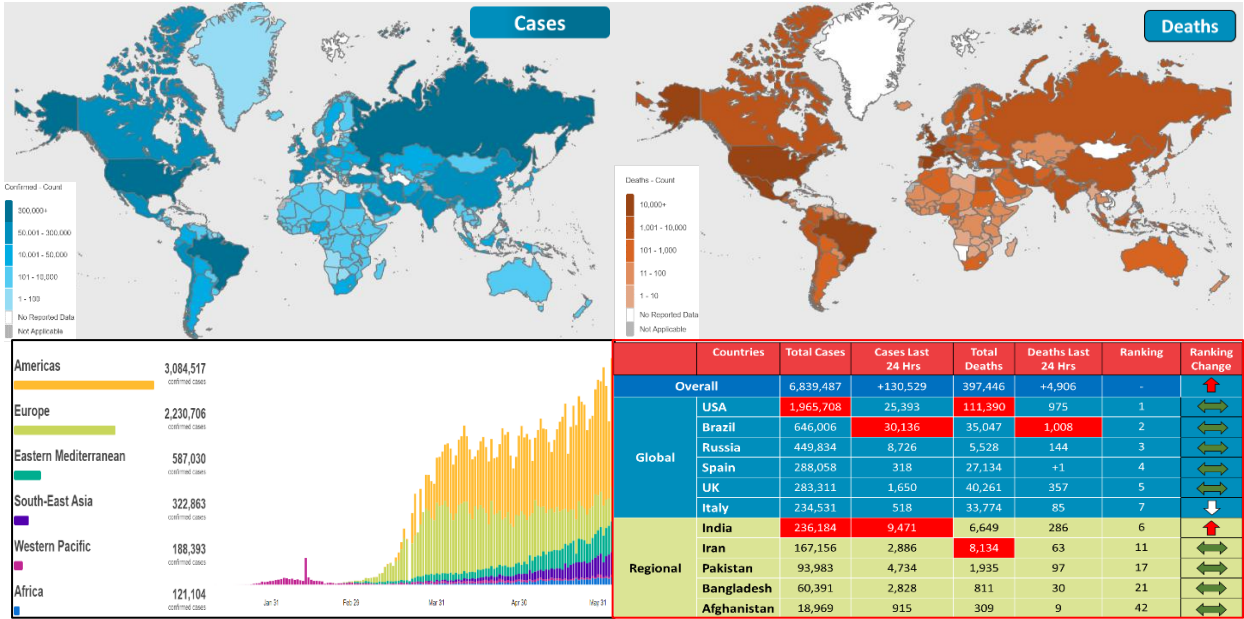 Cases
Confirmed - Count
300,000+
50,001 - 300,000
10,001 - 50,000
101 - 10,000
1 - 100
No Reported Data
Not Applicable
Deaths
Deaths - Count
10,000+
1,001 - 10,000
101 - 1,000
11 - 100
1 - 10
No Reported Data
Not Applicable
Americas 3,084,517
confirmed cases
Europe 2,230,706
confirmed cases
Eastern Mediterranean 587,030
confirmed cases
South-East Asia 322,863
confirmed cases
Western Pacific 188,393
confirmed cases
Africa 121,104
confirmed cases
Jan 31 Feb 29 Mar 31 Apr 30 May 31
Countries Total Cases Cases Last 24 Hrs Total Deaths Deaths Last 24 Hrs Ranking Ranking Change
Overall 6,839,487 +130,529 397,446 +4,906 -
Global
USA 1,965,708 25,393 111,390 975 1
Brazil 646,006 30,136 35,047 1,008 2
Russia 449,834 8,726 5,528 144 3
Spain 288,058 318 27,134 +1 4
UK 283,311 1,650 40,261 357 5
Italy 234,531 518 33,774 85 7
Regional
India 236,184 9,471 6,649 286 6
Iran 167,156 2,886 8,134 63 11
Pakistan 93,983 4,734 1,935 97 17
Bangladesh 60,391 2,828 811 30 21
Afghanistan 18,969 915 309 9 42